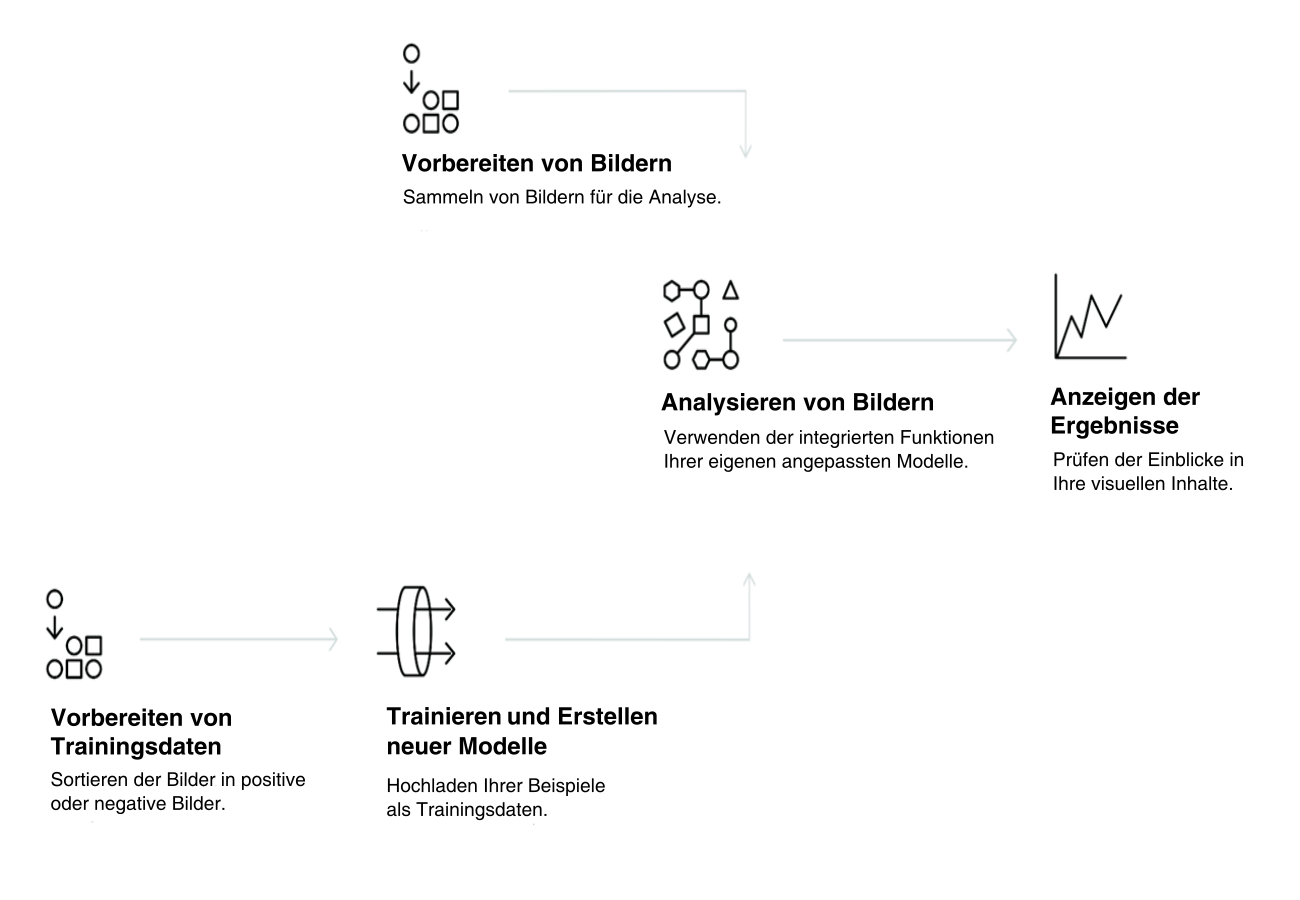 Vorbereiten von Bildern
Sammeln von Bildern für die Analyse.
Analysieren von Bildern
Verwenden der integrierten Funktionen
Ihrer eigenen angepassten Modelle.
Anzeigen der
Ergebnisse
Prüfen der Einblicke in
Ihre visuellen Inhalte.
Vorbereiten von
Trainingsdaten
Sortieren der Bilder in positive
oder negative Bilder.
Trainieren und Erstellen
neuer Modelle
Hochladen Ihrer Beispiele
als Trainingsdaten.